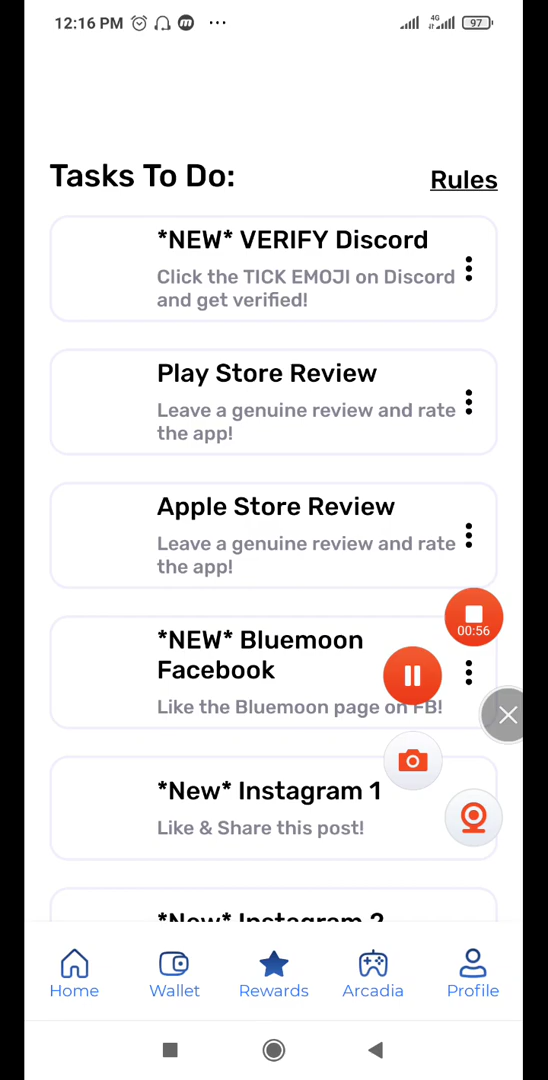 12:16 PM
4G
97
Tasks To Do:
Rules
*NEW* VERIFY Discord
Click the TICK EMOJI on Discord
and get verified!
Play Store Review
Leave a genuine review and rate
the app!
Apple Store Review
Leave a genuine review and rate
the app!
00:56
*NEW* Bluemoon
Facebook
Like the Bluemoon page on FB!
*New* Instagram 1
Like & Share this post!
*New* Instagram 2
Home
Wallet
Rewards
Arcadia
Profile